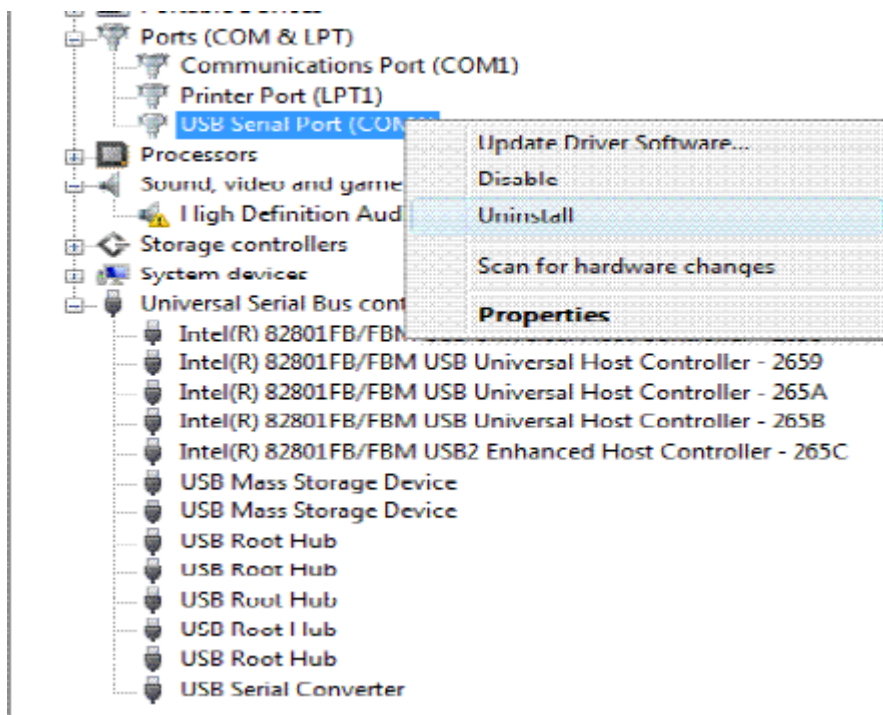 Ports (COM & LPT)
Communications Port (COM1)
Printer Port (LPT1)
USB Serial Port (COM
Update Driver Software...
Processors
Disable
Sound, video and game
High Definition Aud
Uninstall
Storage controllers
Scan for hardware changes
System devices
Universal Serial Bus cont
Properties
Intel(R) 82801FB/FBM
Intel(R) 82801FB/FBM USB Universal Host Controller - 2659
Intel(R) 82801FB/FBM USB Universal Host Controller - 265A
Intel(R) 82801FB/FBM USB Universal Host Controller - 265B
Intel(R) 82801FB/FBM USB2 Enhanced Host Controller - 265C
USB Mass Storage Device
USB Mass Storage Device
USB Root Hub
USB Root Hub
USB Root Hub
USB Root Hub
USB Root Hub
USB Serial Converter